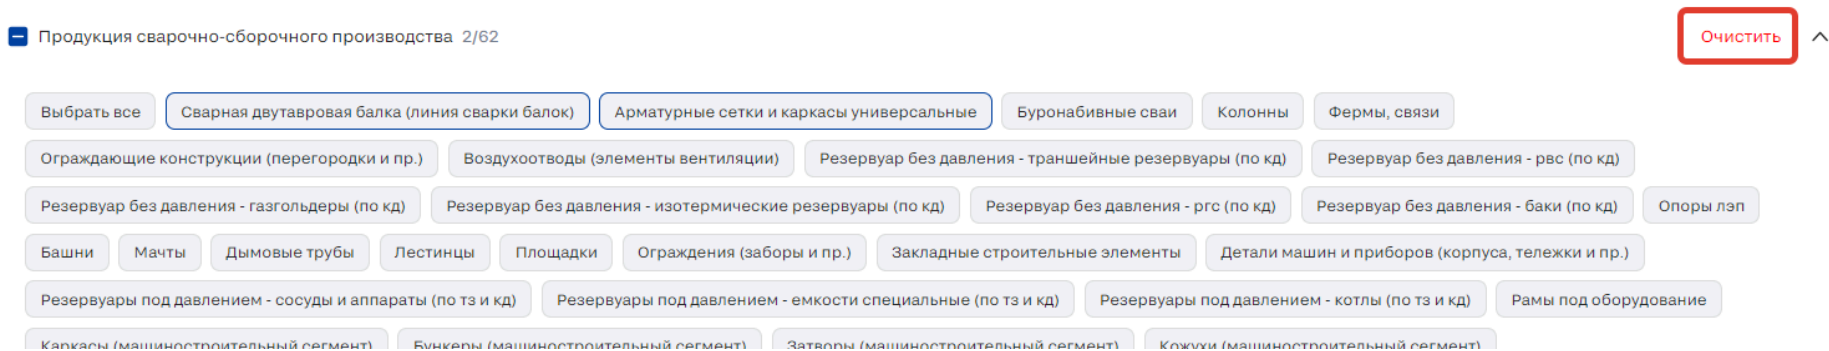 Продукция сварочно-сборочного производства 2/62 Очистить
Выбрать все Сварная двутавровая балка (линия сварки балок) Арматурные сетки и каркасы универсальные Буронабивные сваи Колонны Фермы, связи
Ограждающие конструкции (перегородки и пр.) Воздухоотводы (элементы вентиляции) Резервуар без давления - траншейные резервуары (по кд) Резервуар без давления - рвс (по кд)
Резервуар без давления - газгольдеры (по кд) Резервуар без давления - изотермические резервуары (по кд) Резервуар без давления - ргс (по кд) Резервуар без давления - баки (по кд) Опоры лэп
Башни Мачты Дымовые трубы Лестинцы Площадки Ограждения (заборы и пр.) Закладные строительные элементы Детали машин и приборов (корпуса, тележки и пр.)
Резервуары под давлением - сосуды и аппараты (по тз и кд) Резервуары под давлением - емкости специальные (по тз и кд) Резервуары под давлением - котлы (по тз и кд) Рамы под оборудование
Каркасы (машиностроительный сегмент) Бункеры (машиностроительный сегмент) Затворы (машиностроительный сегмент) Кожухи (машиностроительный сегмент)